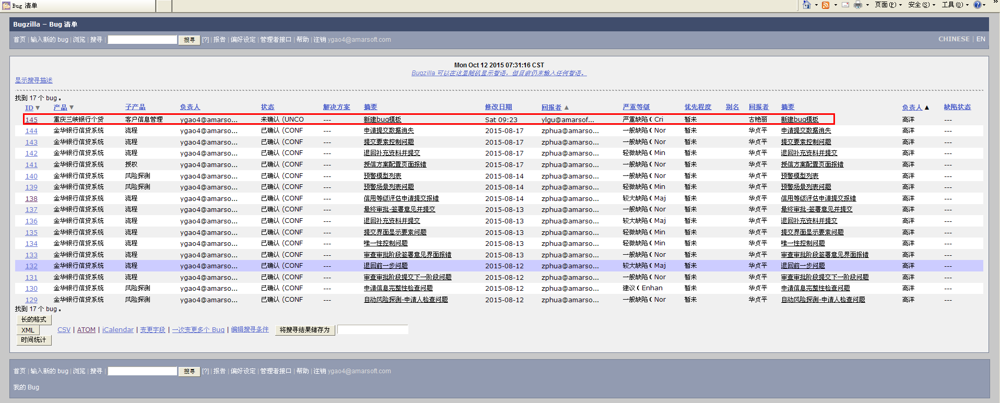 Bug 清单
页面(P) 安全(S) 工具(O) »
Bugzilla – Bug 清单
首页 | 输入新的 bug | 浏览 | 搜寻 | 搜寻 [?] | 报告 | 偏好设定 | 管理者接口 | 帮助 | 注销 ygao4@amarsoft.com
CHINESE | EN
Mon Oct 12 2015 07:31:16 CST
Bugzilla 可以在这里随机显示智语，但目前仍未输入任何智语。
显示搜寻描述
找到 17 个 bug 。
ID▼ 产品▼ 子产品 负责人 状态 解决方案 摘要 修改日期 回报者▲ 严重等级 优先程度 别名 回报者 摘要 负责人▲ 缺陷状态
145 重庆三峡银行个贷 客户信息管理 ygao4@amarso... 未确认 (UNCO --- 新建bug模板 Sat 09:23 ylgu@amarsof... 严重缺陷 ( Cri 暂未 古艳丽 新建bug模板 高洋 ---
144 金华银行信贷系统 流程 ygao4@amarso... 已确认 (CONF --- 申请提交数据消失 2015-08-17 zphua@amarso... 一般缺陷 ( Nor 暂未 华贞平 申请提交数据消失 高洋 ---
143 金华银行信贷系统 流程 ygao4@amarso... 已确认 (CONF --- 提交要素控制问题 2015-08-17 zphua@amarso... 一般缺陷 ( Nor 暂未 华贞平 提交要素控制问题 高洋 ---
142 金华银行信贷系统 流程 ygao4@amarso... 已确认 (CONF --- 退回补充资料并提交 2015-08-17 zphua@amarso... 轻微缺陷 ( Min 暂未 华贞平 退回补充资料并提交 高洋 ---
141 金华银行信贷系统 授权 ygao4@amarso... 已确认 (CONF --- 授信方案配置页面报错 2015-08-17 zphua@amarso... 一般缺陷 ( Nor 暂未 华贞平 授信方案配置页面报错 高洋 ---
140 金华银行信贷系统 风险探测 ygao4@amarso... 已确认 (CONF --- 预警模型列表 2015-08-14 zphua@amarso... 一般缺陷 ( Nor 暂未 华贞平 预警模型列表 高洋 ---
139 金华银行信贷系统 风险探测 ygao4@amarso... 已确认 (CONF --- 预警场景列表问题 2015-08-14 zphua@amarso... 轻微缺陷 ( Min 暂未 华贞平 预警场景列表问题 高洋 ---
138 金华银行信贷系统 流程 ygao4@amarso... 已确认 (CONF --- 信用等级评估申请提交报错 2015-08-14 zphua@amarso... 较大缺陷 ( Maj 暂未 华贞平 信用等级评估申请提交报错 高洋 ---
137 金华银行信贷系统 流程 ygao4@amarso... 已确认 (CONF --- 最终审批-签署意见并提交 2015-08-13 zphua@amarso... 一般缺陷 ( Nor 暂未 华贞平 最终审批-签署意见并提交 高洋 ---
136 金华银行信贷系统 流程 ygao4@amarso... 已确认 (CONF --- 退回补充资料并提交 2015-08-13 zphua@amarso... 较大缺陷 ( Maj 暂未 华贞平 退回补充资料并提交 高洋 ---
135 金华银行信贷系统 流程 ygao4@amarso... 已确认 (CONF --- 提交界面显示要素问题 2015-08-13 zphua@amarso... 轻微缺陷 ( Min 暂未 华贞平 提交界面显示要素问题 高洋 ---
134 金华银行信贷系统 流程 ygao4@amarso... 已确认 (CONF --- 唯一性控制问题 2015-08-13 zphua@amarso... 轻微缺陷 ( Min 暂未 华贞平 唯一性控制问题 高洋 ---
133 金华银行信贷系统 流程 ygao4@amarso... 已确认 (CONF --- 审查审批阶段签署意见界面报错 2015-08-13 zphua@amarso... 一般缺陷 ( Nor 暂未 华贞平 审查审批阶段签署意见界面报错 高洋 ---
132 金华银行信贷系统 流程 ygao4@amarso... 已确认 (CONF --- 退回前一步问题 2015-08-12 zphua@amarso... 较大缺陷 ( Maj 暂未 华贞平 退回前一步问题 高洋 ---
131 金华银行信贷系统 流程 ygao4@amarso... 已确认 (CONF --- 审查审批阶段提交下一阶段问题 2015-08-12 zphua@amarso... 一般缺陷 ( Nor 暂未 华贞平 审查审批阶段提交下一阶段问题 高洋 ---
130 金华银行信贷系统 风险探测 ygao4@amarso... 已确认 (CONF --- 申请信息完整性检查问题 2015-08-12 zphua@amarso... 建议 ( Enhan 暂未 华贞平 申请信息完整性检查问题 高洋 ---
129 金华银行信贷系统 风险探测 ygao4@amarso... 已确认 (CONF --- 自动风险探测-申请人检查问题 2015-08-12 zphua@amarso... 一般缺陷 ( Nor 暂未 华贞平 自动风险探测-申请人检查问题 高洋 ---
找到 17 个 bug 。
长的格式
XML CSV | ATOM | iCalendar | 变更字段 | 一次变更多个 Bug | 编辑搜寻条件 将搜寻结果储存为
时间统计
首页 | 输入新的 bug | 浏览 | 搜寻 | 搜寻 [?] | 报告 | 偏好设定 | 管理者接口 | 帮助 | 注销 ygao4@amarsoft.com
我的 Bug